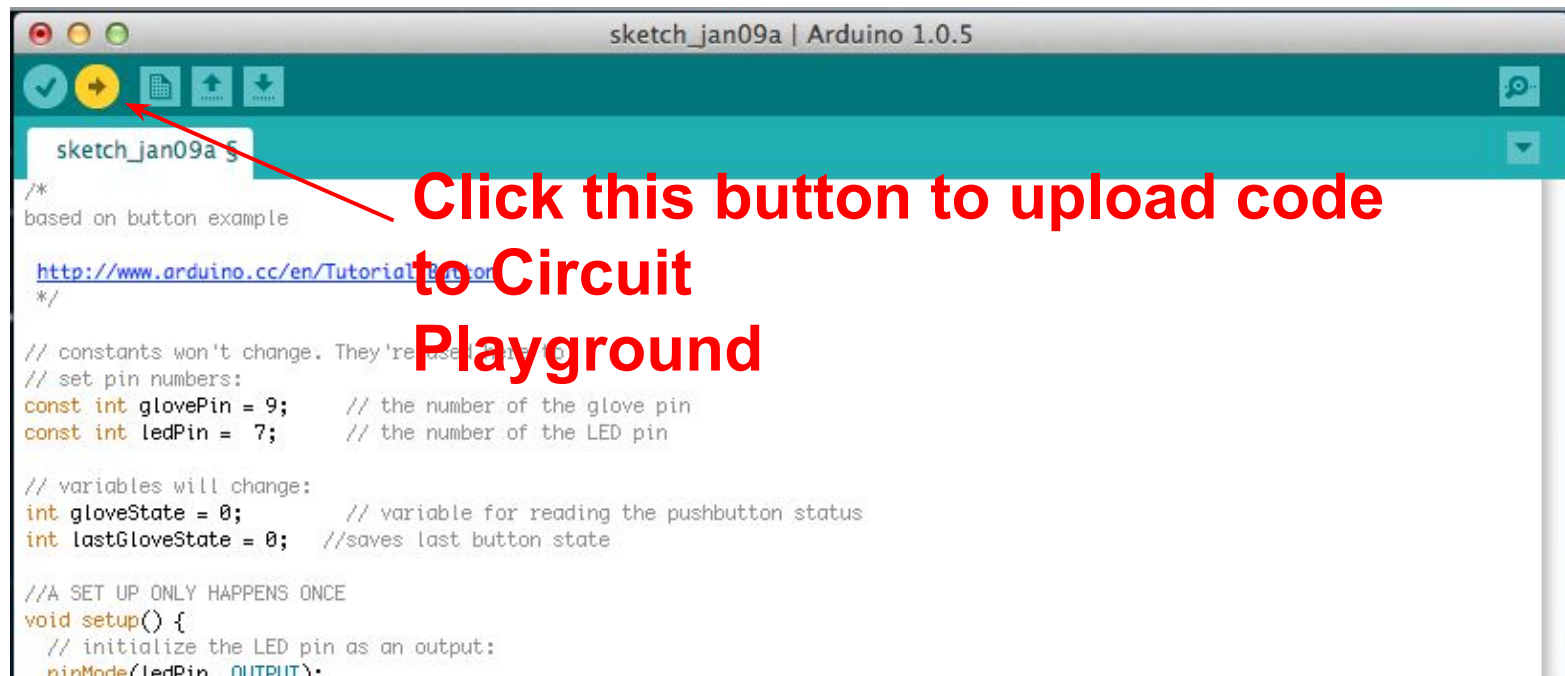 sketch_jan09a | Arduino 1.0.5
sketch_jan09a §
Click this button to upload code
to Circuit
Playground
/*
based on button example
http://www.arduino.cc/en/Tutorial
*/
// constants won't change. They're used here to
// set pin numbers:
const int glovePin = 9; // the number of the glove pin
const int ledPin = 7; // the number of the LED pin
// variables will change:
int gloveState = 0; // variable for reading the pushbutton status
int lastGloveState = 0; //saves last button state
//A SET UP ONLY HAPPENS ONCE
void setup() {
// initialize the LED pin as an output:
pinMode(ledPin, OUTPUT);